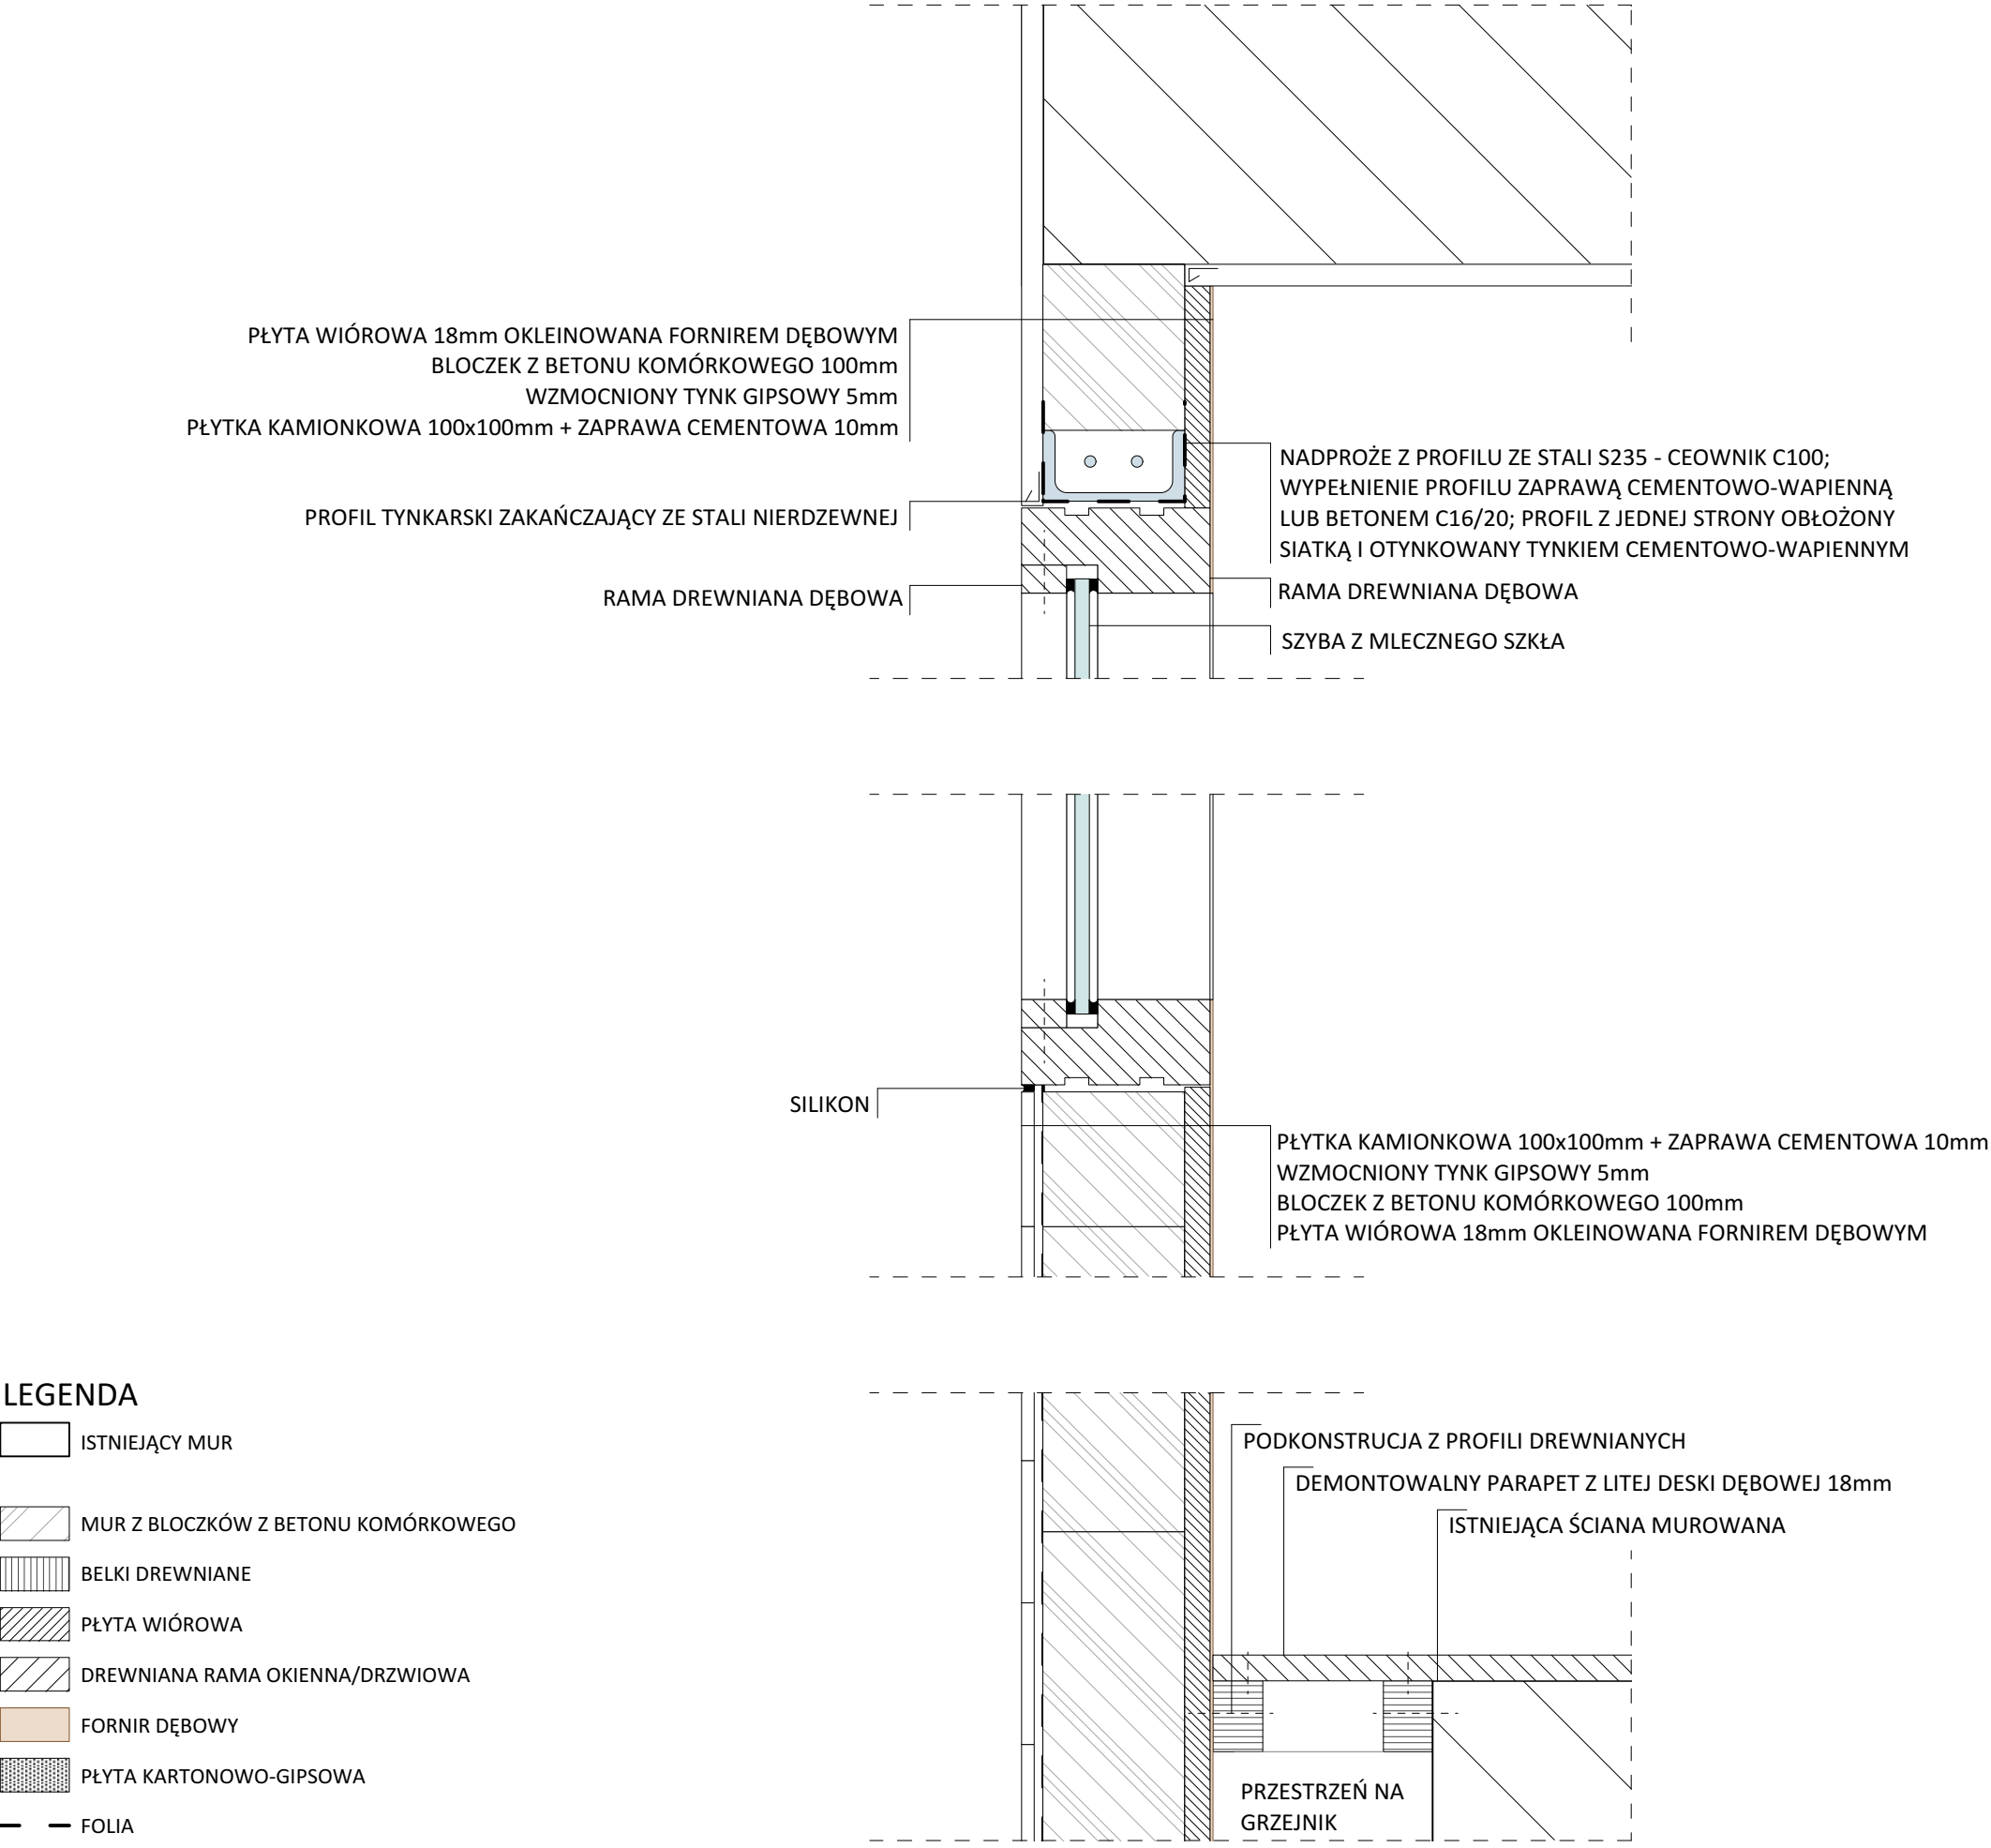 PŁYTA WIÓROWA 18mm OKLEINOWANA FORNIREM DĘBOWYM
BLOCZEK Z BETONU KOMÓRKOWEGO 100mm
WZMOCNIONY TYNK GIPSOWY 5mm
PŁYTKA KAMIONKOWA 100x100mm + ZAPRAWA CEMENTOWA 10mm
NADPROŻE Z PROFILU ZE STALI S235 - CEOWNIK C100;
WYPEŁNIENIE PROFILU ZAPRAWĄ CEMENTOWO-WAPIENNĄ
LUB BETONEM C16/20; PROFIL Z JEDNEJ STRONY OBŁOŻONY
SIATKĄ I OTYNKOWANY TYNKIEM CEMENTOWO-WAPIENNYM
PROFIL TYNKARSKI ZAKAŃCZAJĄCY ZE STALI NIERDZEWNEJ
RAMA DREWNIANA DĘBOWA
RAMA DREWNIANA DĘBOWA
SZYBA Z MLECZNEGO SZKŁA
SILIKON
PŁYTKA KAMIONKOWA 100x100mm + ZAPRAWA CEMENTOWA 10mm
WZMOCNIONY TYNK GIPSOWY 5mm
BLOCZEK Z BETONU KOMÓRKOWEGO 100mm
PŁYTA WIÓROWA 18mm OKLEINOWANA FORNIREM DĘBOWYM
LEGENDA
ISTNIEJĄCY MUR
MUR Z BLOCZKÓW Z BETONU KOMÓRKOWEGO
BELKI DREWNIANE
PŁYTA WIÓROWA
DREWNIANA RAMA OKIENNA/DRZWIOWA
FORNIR DĘBOWY
PŁYTA KARTONOWO-GIPSOWA
FOLIA
PODKONSTRUCJA Z PROFILI DREWNIANYCH
DEMONTOWALNY PARAPET Z LITEJ DESKI DĘBOWEJ 18mm
ISTNIEJĄCA ŚCIANA MUROWANA
PRZESTRZEŃ NA
GRZEJNIK